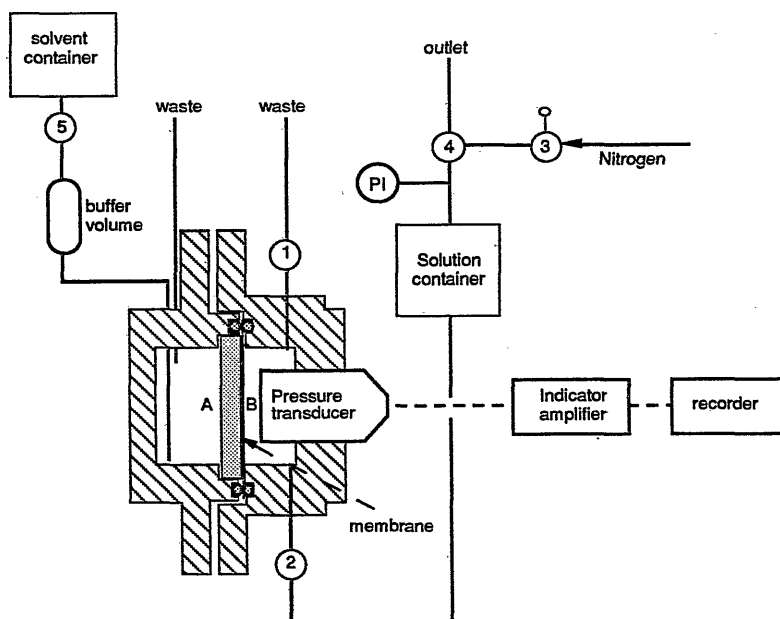 solvent
container
5
buffer
volume
waste
waste
outlet
4
3
Nitrogen
PI
1
Solution
container
A
B
Pressure
transducer
Indicator
amplifier
recorder
membrane
2